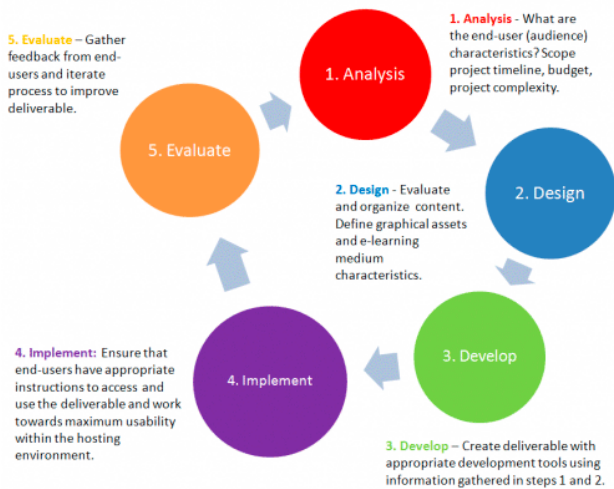 1. Analysis - What are
the end-user (audience)
characteristics? Scope
project timeline, budget,
project complexity.
1. Analysis
2. Design
2. Design - Evaluate
and organize content.
Define graphical assets
and e-learning
medium
characteristics.
3. Develop
3. Develop – Create deliverable with
appropriate development tools using
information gathered in steps 1 and 2.
4. Implement
4. Implement: Ensure that
end-users have appropriate
instructions to access and
use the deliverable and work
towards maximum usability
within the hosting
environment.
5. Evaluate
5. Evaluate – Gather
feedback from end-
users and iterate
process to improve
deliverable.